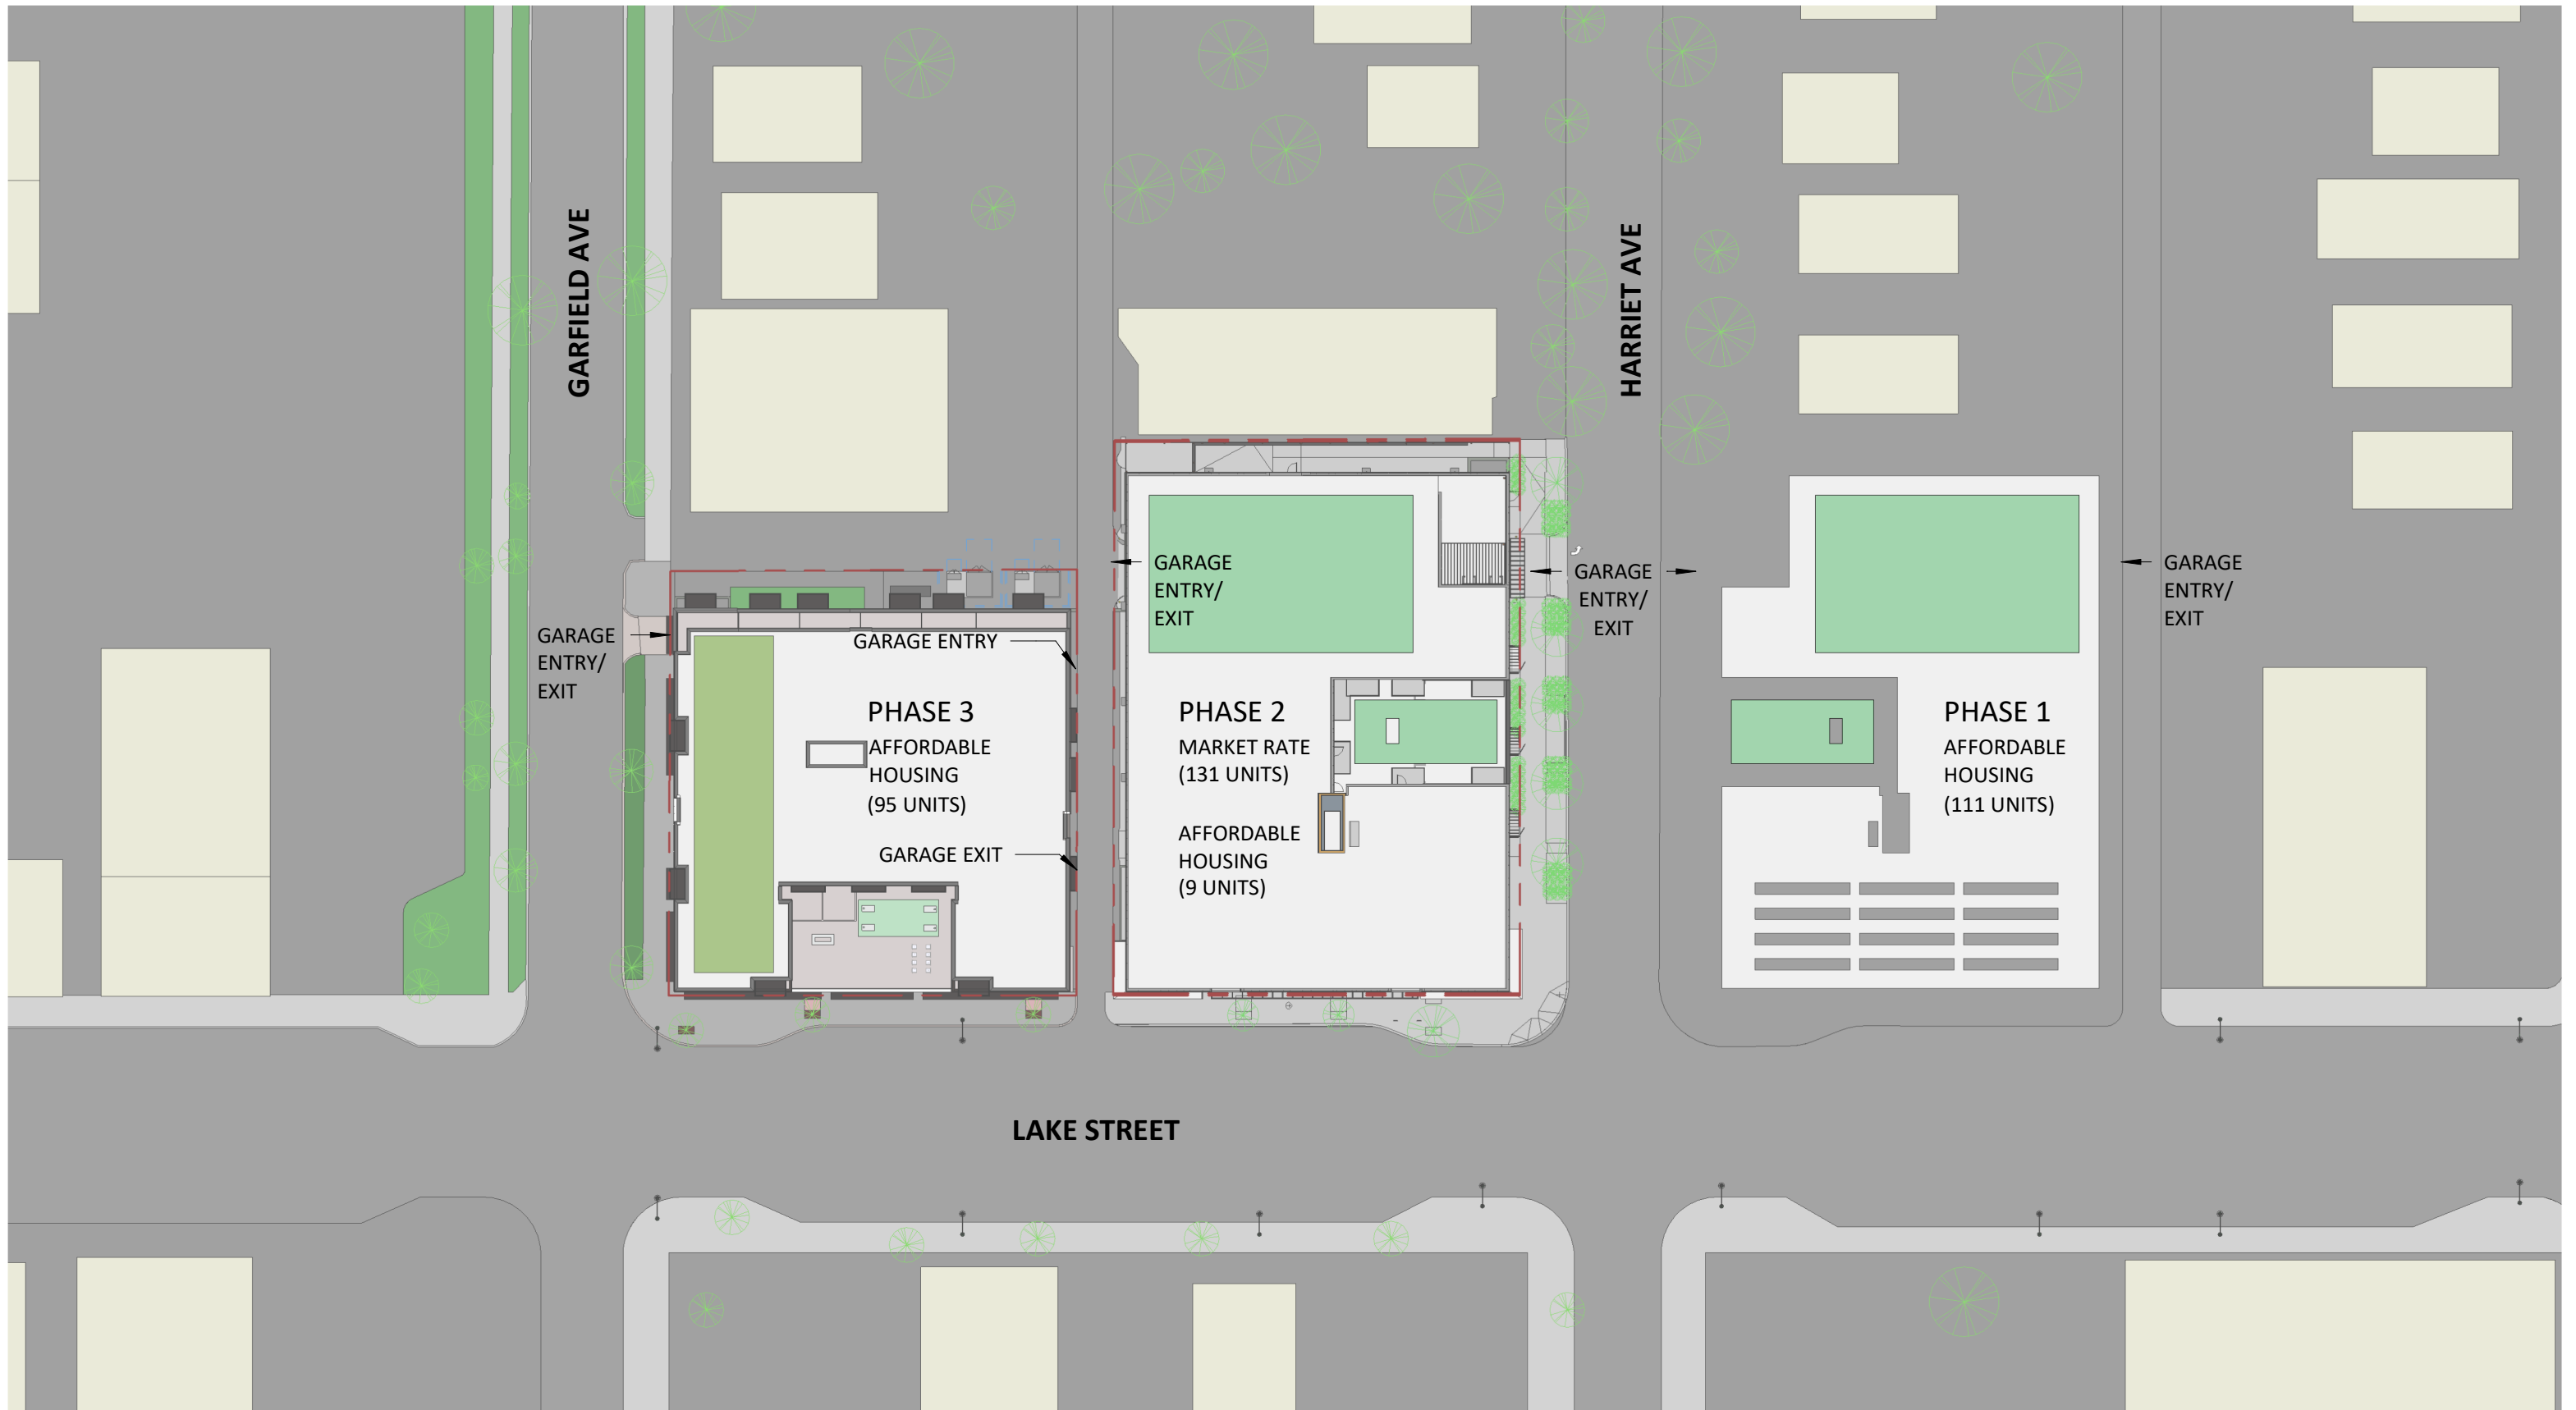 GARFIELD AVE
HARRIET AVE
GARAGE
ENTRY/
EXIT
GARAGE ENTRY
PHASE 3
AFFORDABLE
HOUSING
(95 UNITS)
GARAGE EXIT
GARAGE
ENTRY/
EXIT
PHASE 2
MARKET RATE
(131 UNITS)
AFFORDABLE
HOUSING
(9 UNITS)
GARAGE
ENTRY/
EXIT
PHASE 1
AFFORDABLE
HOUSING
(111 UNITS)
GARAGE
ENTRY/
EXIT
LAKE STREET